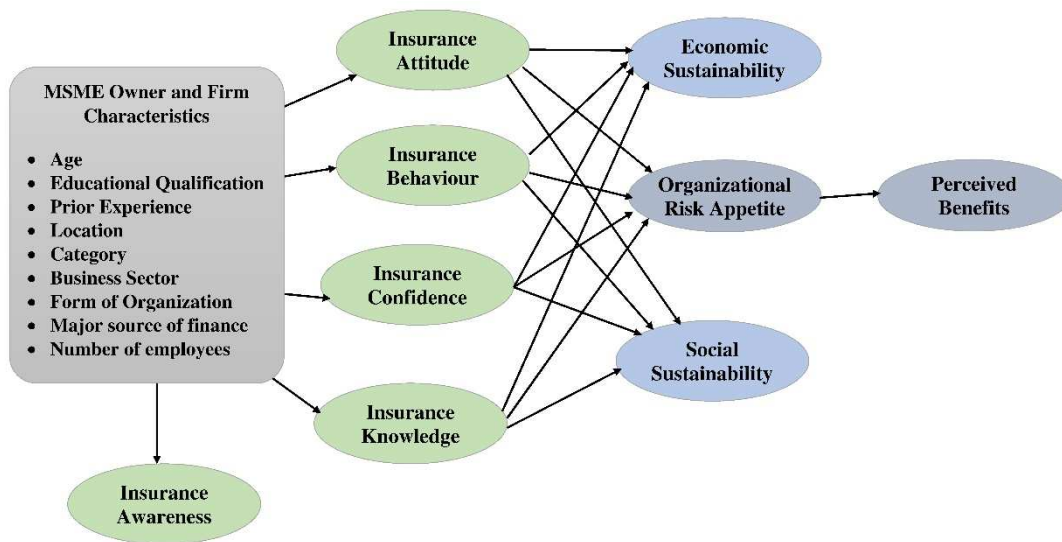 MSME Owner and Firm
Characteristics
• Age
• Educational Qualification
• Prior Experience
• Location
• Category
• Business Sector
• Form of Organization
• Major source of finance
• Number of employees
Insurance
Awareness
Insurance
Attitude
Insurance
Behaviour
Insurance
Confidence
Insurance
Knowledge
Economic
Sustainability
Organizational
Risk Appetite
Social
Sustainability
Perceived
Benefits